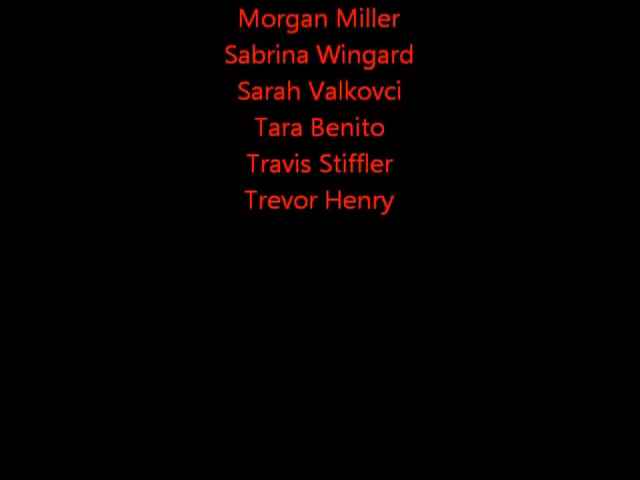 Morgan Miller
Sabrina Wingard
Sarah Valkovci
Tara Benito
Travis Stiffler
Trevor Henry